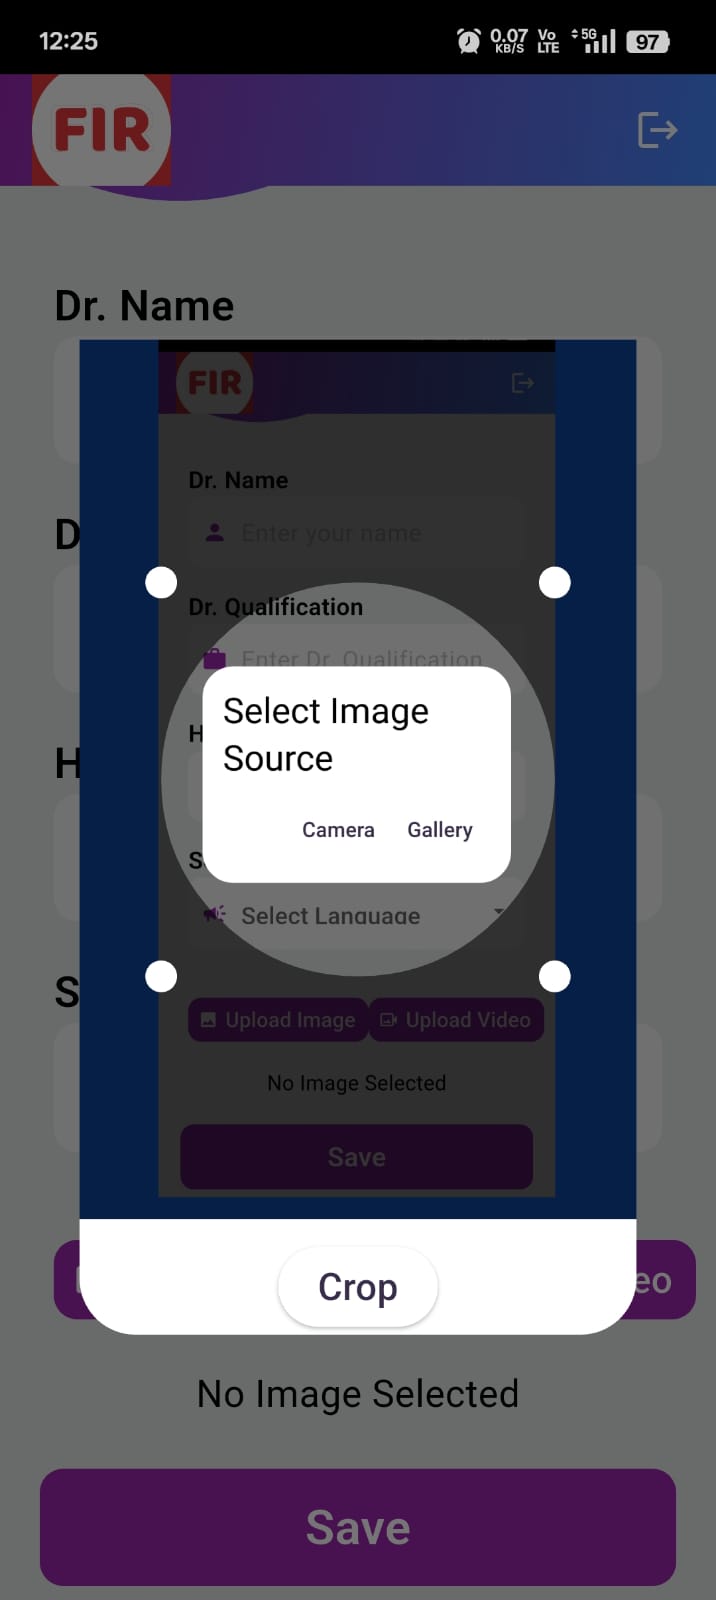 12:25
0.07 KB/S
Vo LTE
5G
97
FIR
Dr. Name
D
H
S
FIR
Dr. Name
Enter your name
Dr. Qualification
Enter Dr. Qualification
H
Select Image
Source
Camera Gallery
S
Select Language
Upload Image Upload Video
No Image Selected
Save
Crop
eo
No Image Selected
Save